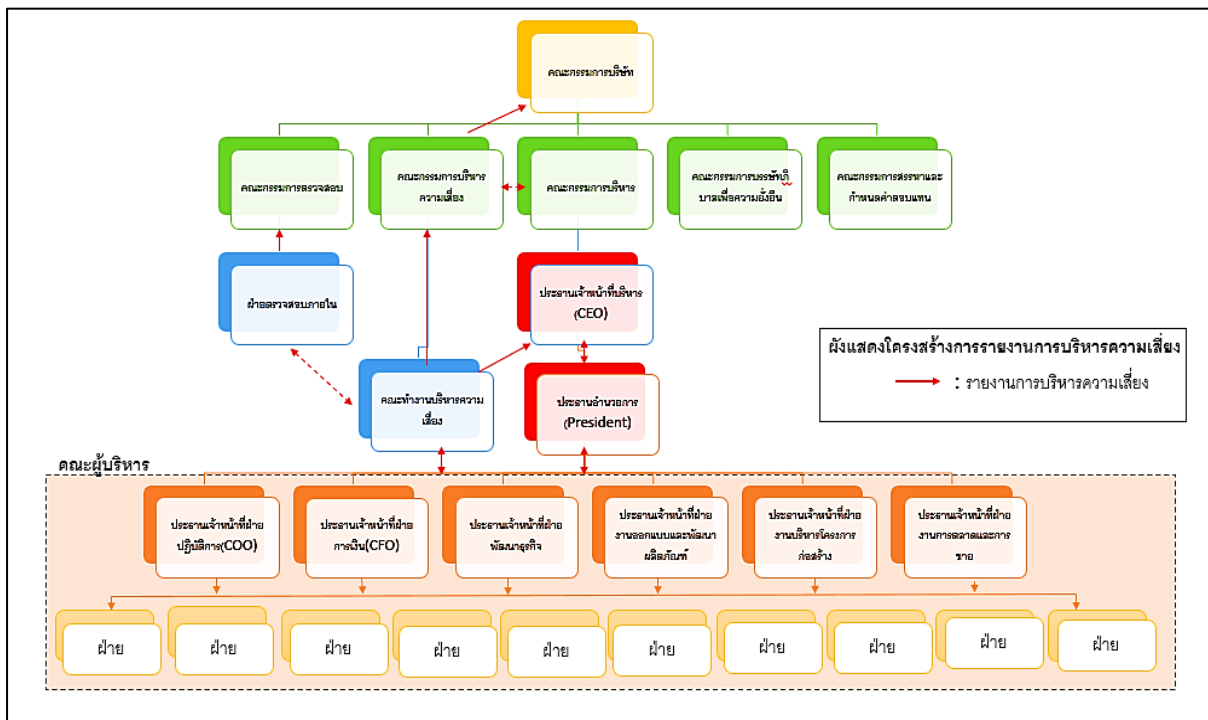 คณะกรรมการบริษัท
คณะกรรมการตรวจสอบ
คณะกรรมการบริหาร
ความเสี่ยง
คณะกรรมการบริหาร
คณะกรรมการบรรษัทภิ
บาลเพื่อความยั่งยืน
คณะกรรมการสรรหาและ
กำหนดค่าตอบแทน
ฝ่ายตรวจสอบภายใน
ประธานเจ้าหน้าที่บริหาร
(CEO)
ผังแสดงโครงสร้างการรายงานการบริหารความเสี่ยง
: รายงานการบริหารความเสี่ยง
คณะทำงานบริหารความ
เสี่ยง
ประธานอำนวยการ
(President)
คณะผู้บริหาร
ประธานเจ้าหน้าที่ฝ่าย
ปฏิบัติการ(COO)
ประธานเจ้าหน้าที่ฝ่าย
การเงิน(CFO)
ประธานเจ้าหน้าที่ฝ่าย
พัฒนาธุรกิจ
ประธานเจ้าหน้าที่ฝ่าย
งานออกแบบและพัฒนา
ผลิตภัณฑ์
ประธานเจ้าหน้าที่ฝ่าย
งานบริหารโครงการ
ก่อสร้าง
ประธานเจ้าหน้าที่ฝ่าย
งานการตลาดและการ
ขาย
ฝ่าย
ฝ่าย
ฝ่าย
ฝ่าย
ฝ่าย
ฝ่าย
ฝ่าย
ฝ่าย
ฝ่าย
ฝ่าย